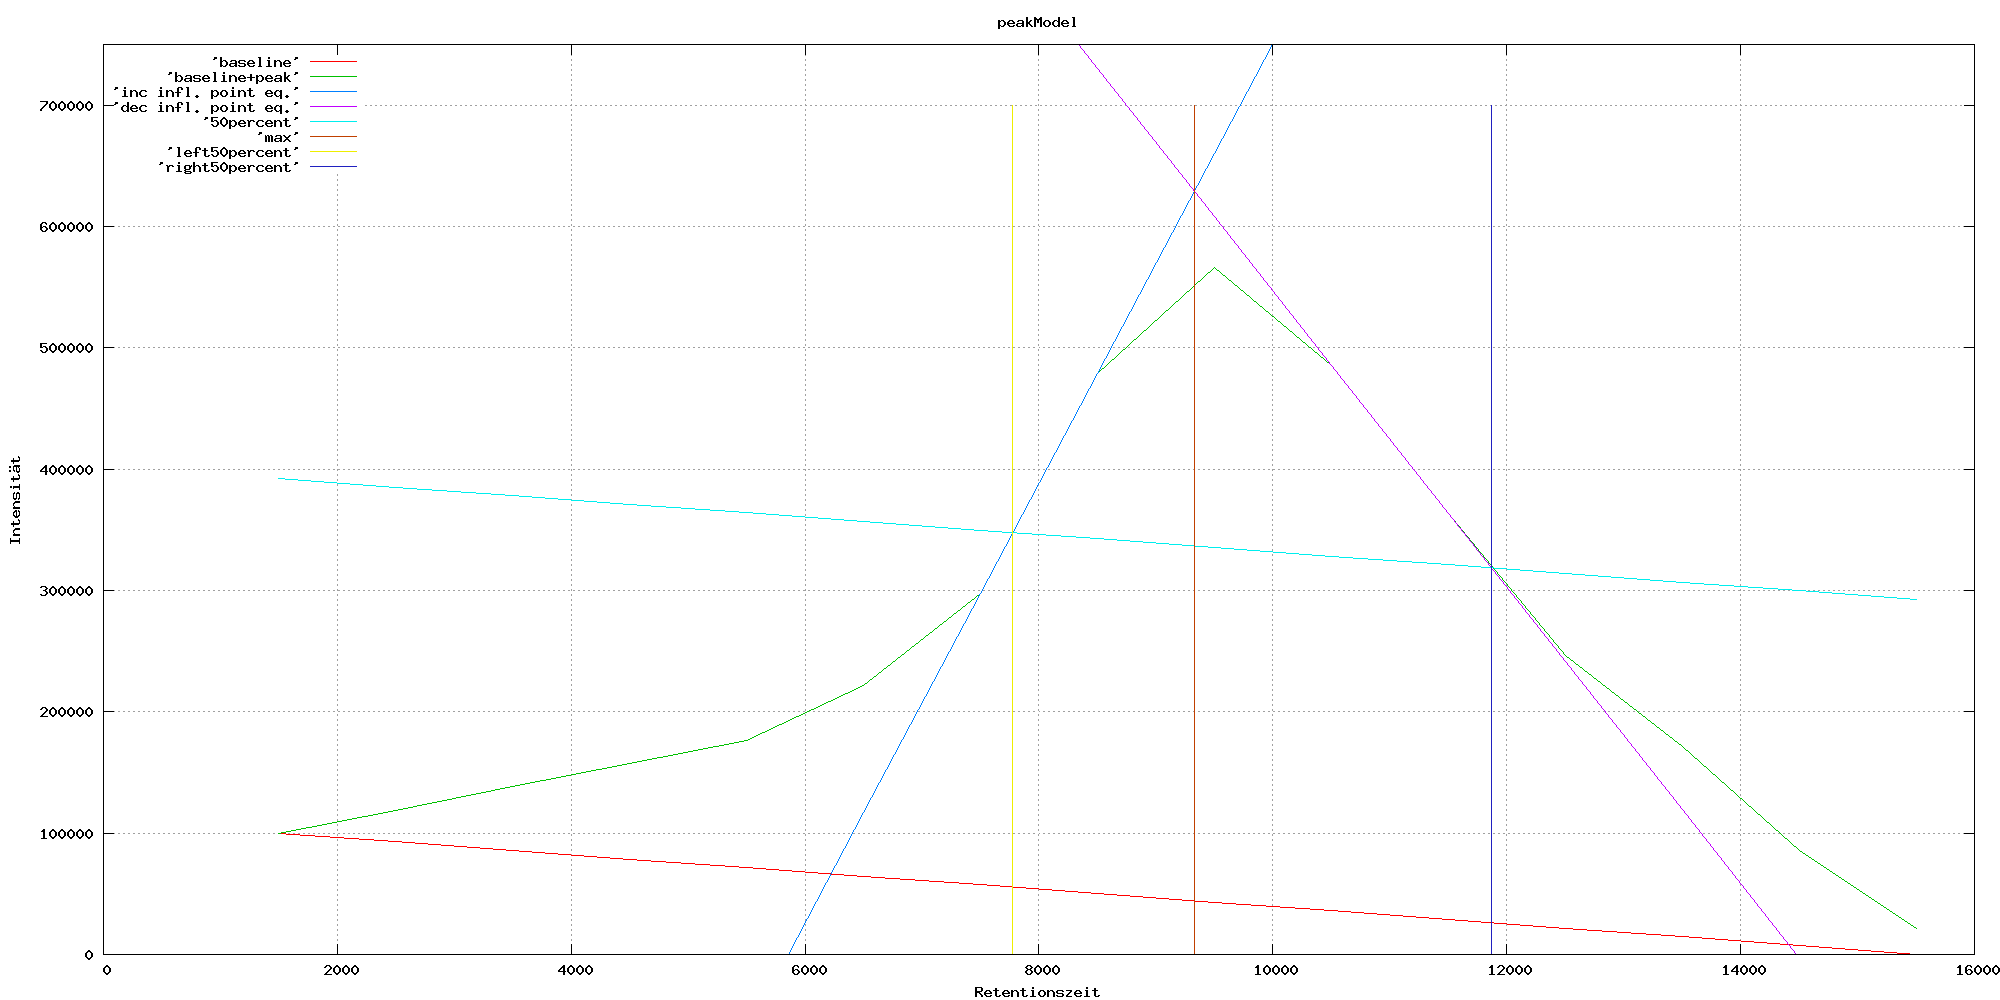 peakModel
'baseline'
'baseline+peak'
'inc infl. point eq.'
'dec infl. point eq.'
'50percent'
'max'
'left50percent'
'right50percent'
700000
600000
500000
400000
300000
200000
100000
0
Intensität
0 2000 4000 6000 8000 10000 12000 14000 16000
Retentionszeit